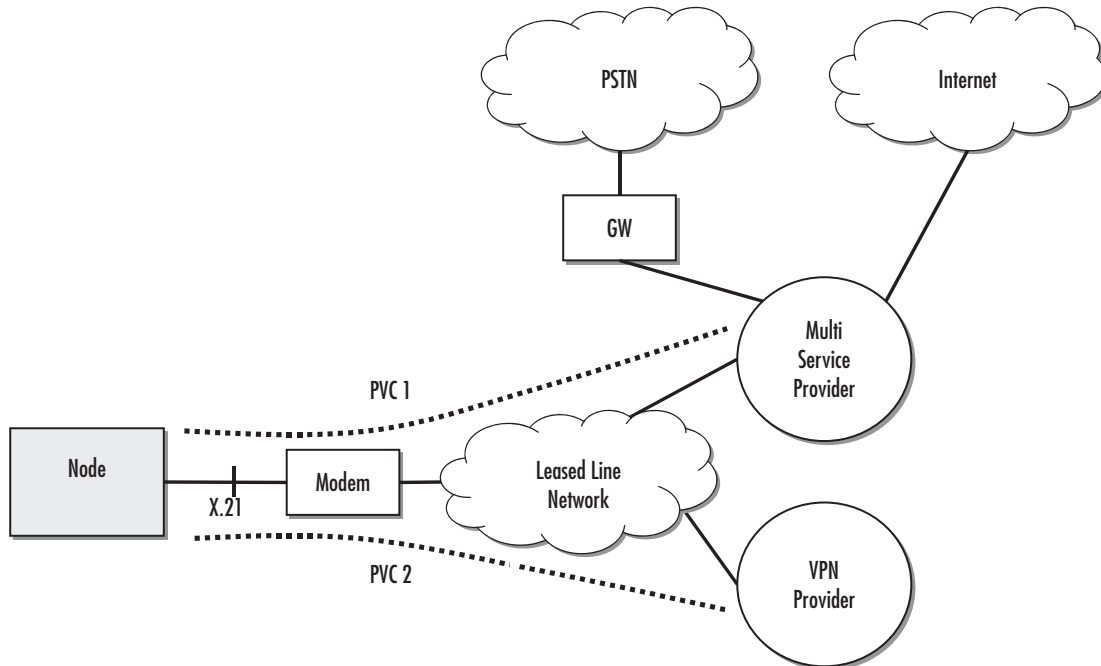 PSTN
Internet
GW
Multi
Service
Provider
PVC 1
Node
X.21
Modem
Leased Line
Network
PVC 2
VPN
Provider